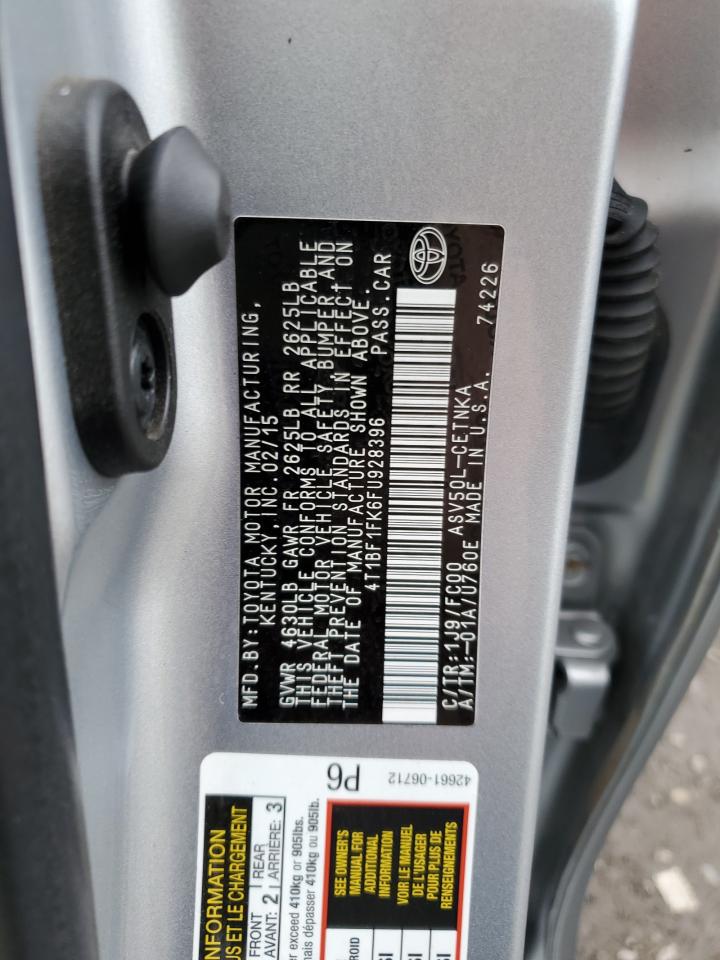 MFD.BY:TOYOTA MOTOR MANUFACTURING,
KENTUCKY, INC. 02/15
GVWR 4630LB GAWR FR 2625LB RR 2625LB
THIS VEHICLE CONFORMS TO ALL APPLICABLE
FEDERAL MOTOR VEHICLE SAFETY, BUMPER, AND
THEFT PREVENTION STANDARDS IN EFFECT ON
THE DATE OF MANUFACTURE SHOWN ABOVE.
4T1BF1FK6FU928396 PASS.CAR
C/TR:1J9/FC00 ASV50L-CETNKA
A/TM:-01A/U760E MADE IN U.S.A. 74226
P6
42661-06712
INFORMATION
US ET LE CHARGEMENT
FRONT 2 REAR 3
AVANT: ARRIÈRE:
er exceed 410kg or 905lbs.
mais dépasser 410kg ou 905lb.
SEE OWNER'S
MANUAL FOR
ADDITIONAL
INFORMATION
VOIR LE MANUEL
DE L'USAGER
POUR PLUS DE
RENSEIGNEMENTS